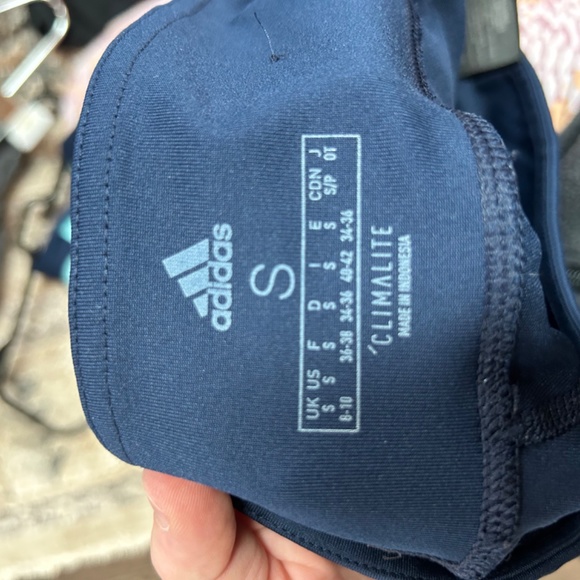 adidas
S
UK US F D I E CDN J
S S S S S S S/P OT
8-10 36-38 34-36 40-42 34-36
'CLIMALITE
MADE IN INDONESIA